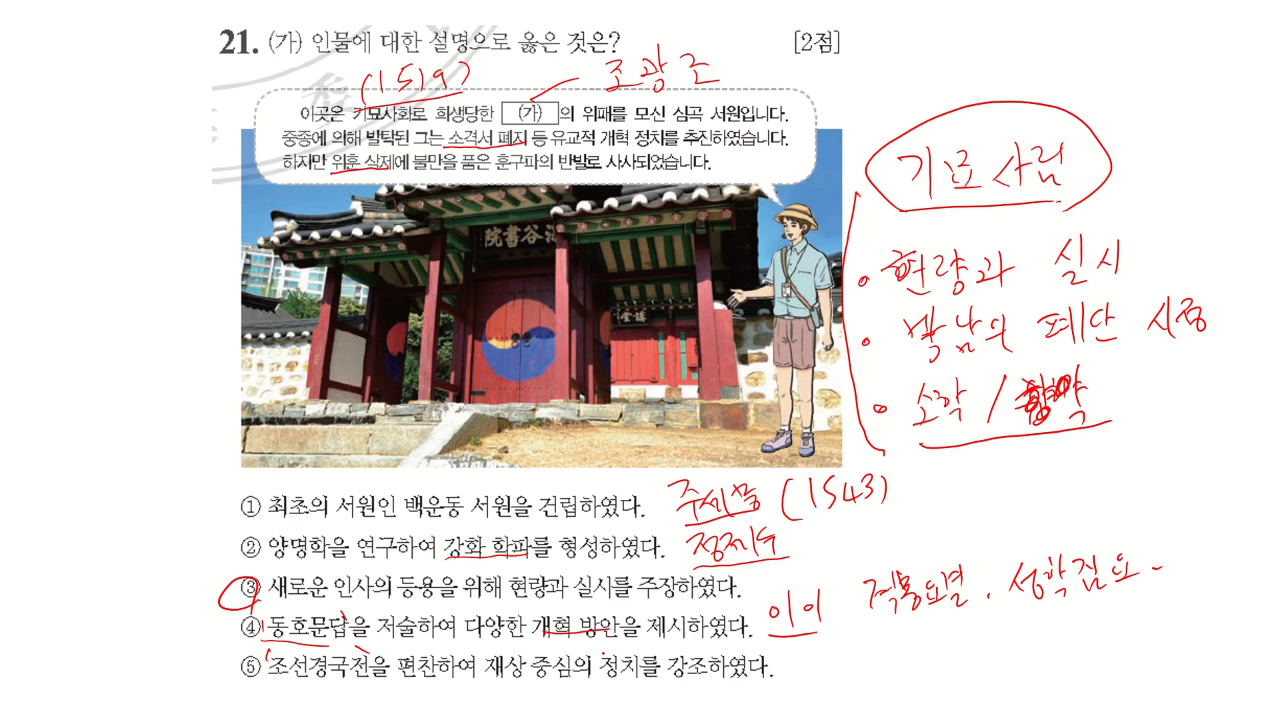 21. (가) 인물에 대한 설명으로 옳은 것은? [2점]
(1519)
조광조
이곳은 기묘사화로 희생당한 (가) 의 위패를 모신 심곡 서원입니다.
중종에 의해 발탁된 그는 소격서 폐지 등 유교적 개혁 정치를 추진하였습니다.
하지만 위훈 삭제에 불만을 품은 훈구파의 반발로 사사되었습니다.
院書谷深
講堂
기묘사림
• 현량과 실시
• 방납의 폐단 시정
• 소학 / 향약
① 최초의 서원인 백운동 서원을 건립하였다. 주세붕 (1543)
② 양명학을 연구하여 강화 학파를 형성하였다. 정제두
③ 새로운 인사의 등용을 위해 현량과 실시를 주장하였다.
④ 동호문답을 저술하여 다양한 개혁 방안을 제시하였다. 이이 격몽요결, 성학집요
⑤ 조선경국전을 편찬하여 재상 중심의 정치를 강조하였다.